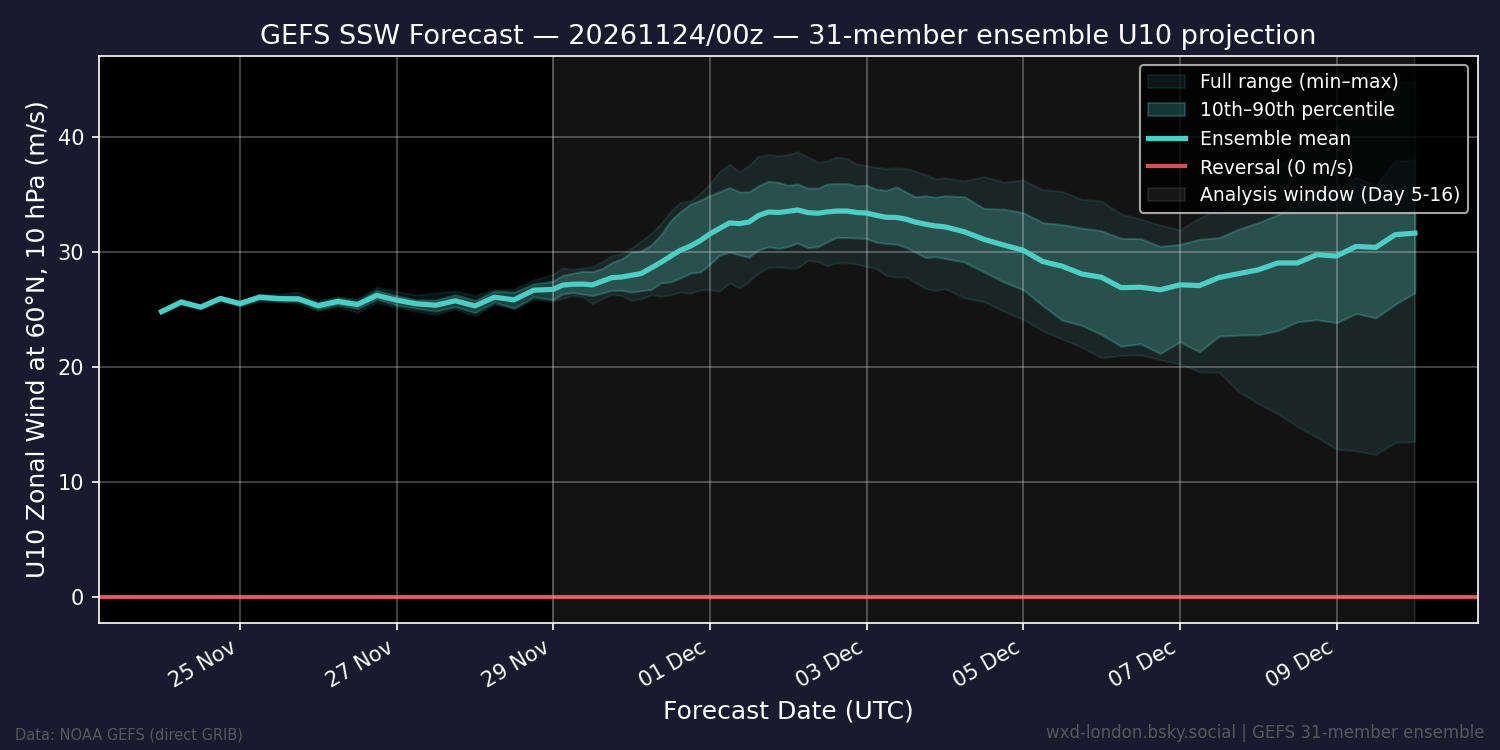 GEFS SSW Forecast — 20261124/00z — 31-member ensemble U10 projection
U10 Zonal Wind at 60°N, 10 hPa (m/s)
40
30
20
10
0
Full range (min–max)
10th–90th percentile
Ensemble mean
Reversal (0 m/s)
Analysis window (Day 5-16)
25 Nov
27 Nov
29 Nov
01 Dec
03 Dec
05 Dec
07 Dec
09 Dec
Forecast Date (UTC)
Data: NOAA GEFS (direct GRIB)
wxd-london.bsky.social | GEFS 31-member ensemble